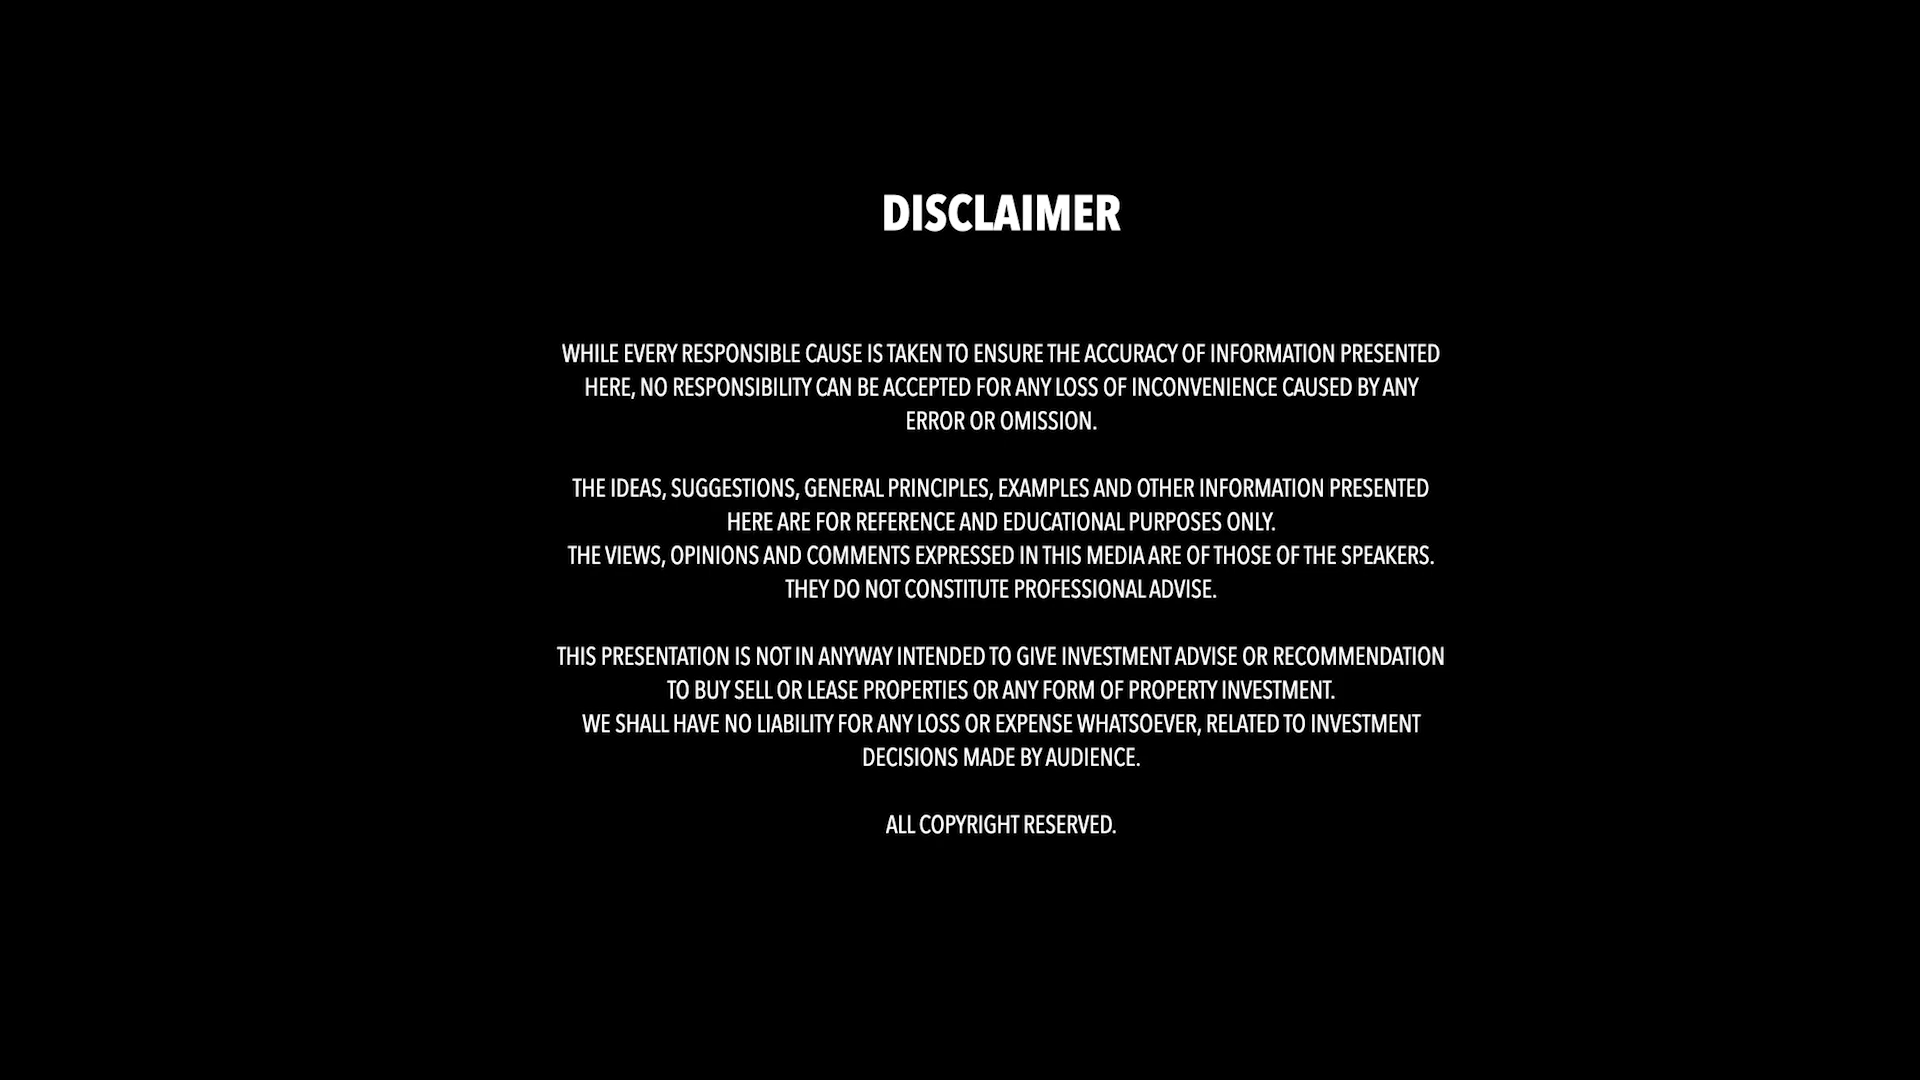 DISCLAIMER
WHILE EVERY RESPONSIBLE CAUSE IS TAKEN TO ENSURE THE ACCURACY OF INFORMATION PRESENTED
HERE, NO RESPONSIBILITY CAN BE ACCEPTED FOR ANY LOSS OF INCONVENIENCE CAUSED BY ANY
ERROR OR OMISSION.
THE IDEAS, SUGGESTIONS, GENERAL PRINCIPLES, EXAMPLES AND OTHER INFORMATION PRESENTED
HERE ARE FOR REFERENCE AND EDUCATIONAL PURPOSES ONLY.
THE VIEWS, OPINIONS AND COMMENTS EXPRESSED IN THIS MEDIA ARE OF THOSE OF THE SPEAKERS.
THEY DO NOT CONSTITUTE PROFESSIONAL ADVISE.
THIS PRESENTATION IS NOT IN ANYWAY INTENDED TO GIVE INVESTMENT ADVISE OR RECOMMENDATION
TO BUY SELL OR LEASE PROPERTIES OR ANY FORM OF PROPERTY INVESTMENT.
WE SHALL HAVE NO LIABILITY FOR ANY LOSS OR EXPENSE WHATSOEVER, RELATED TO INVESTMENT
DECISIONS MADE BY AUDIENCE.
ALL COPYRIGHT RESERVED.